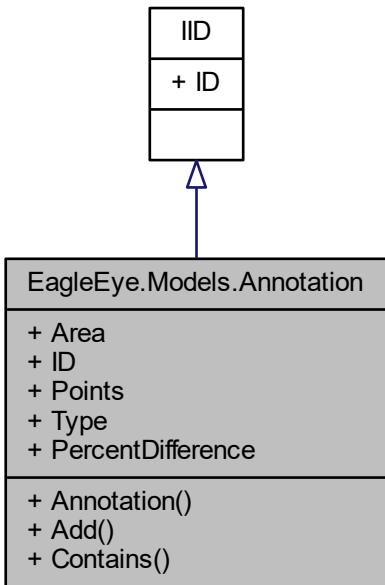 IID
+ ID
EagleEye.Models.Annotation
+ Area
+ ID
+ Points
+ Type
+ PercentDifference
+ Annotation()
+ Add()
+ Contains()